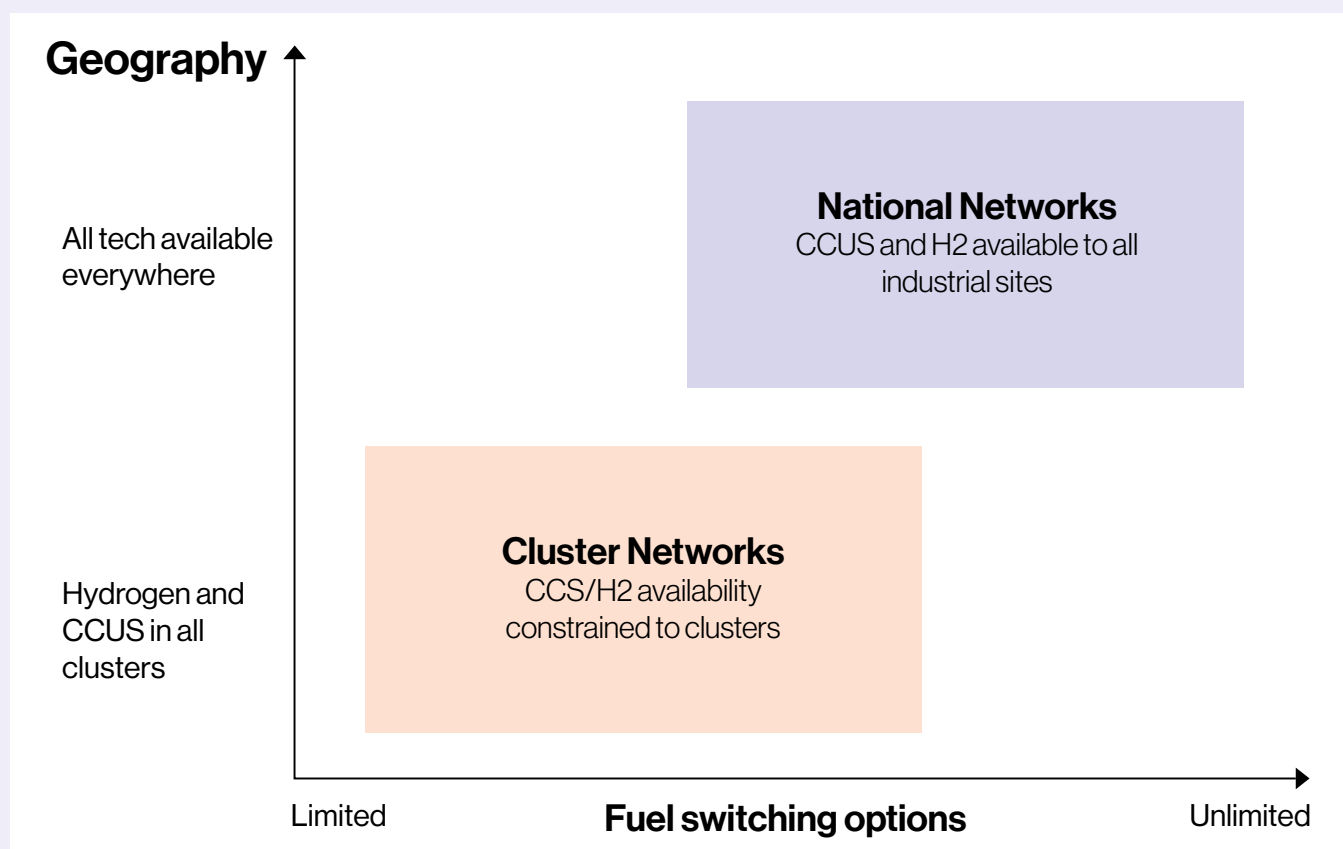 Geography
All tech available
everywhere
National Networks
CCUS and H2 available to all
industrial sites
Hydrogen and
CCUS in all
clusters
Cluster Networks
CCS/H2 availability
constrained to clusters
Limited
Fuel switching options
Unlimited